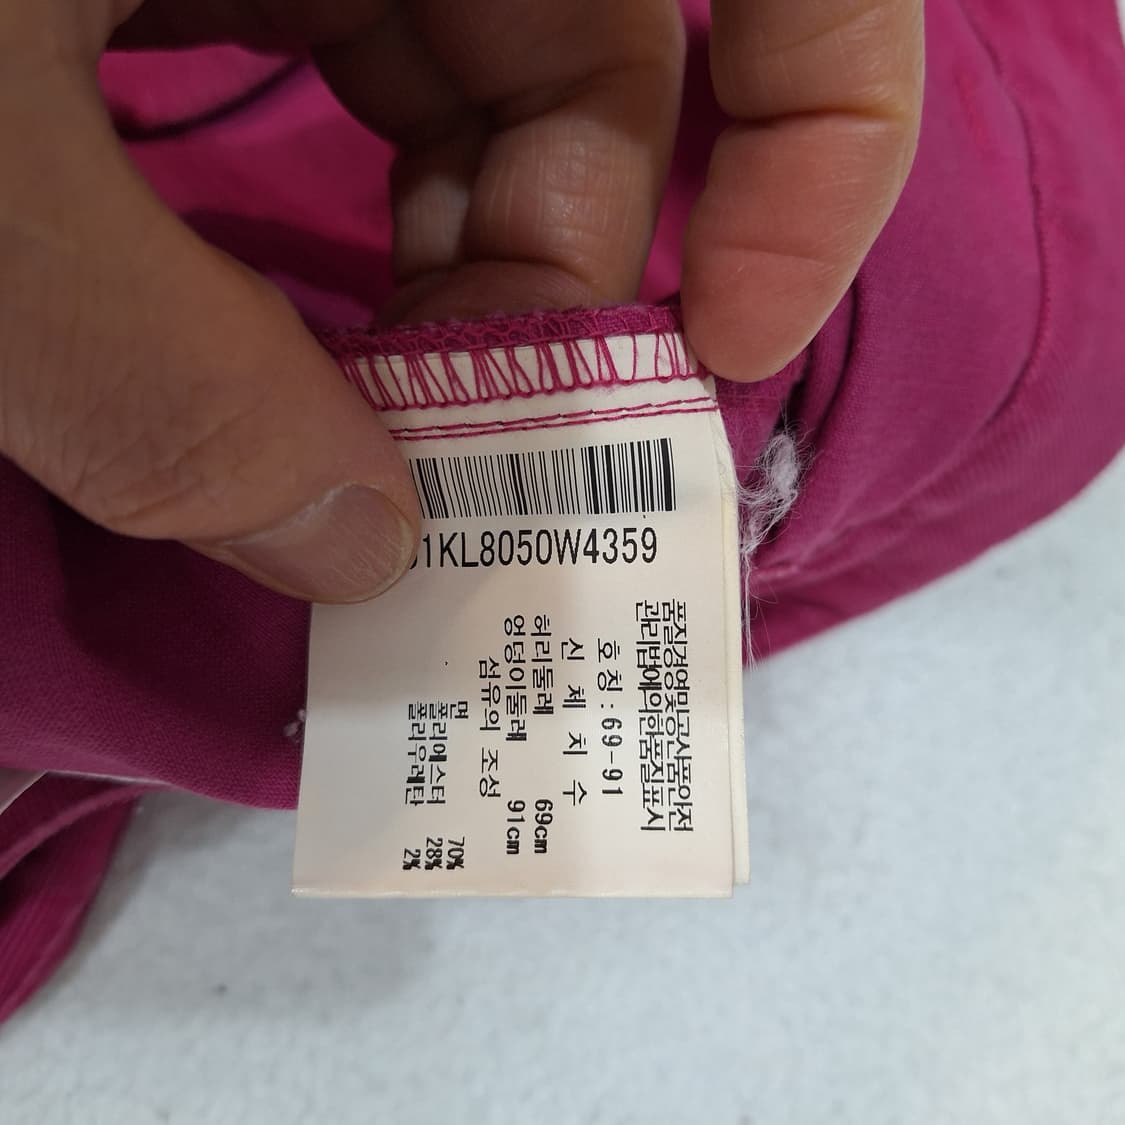 1KL8050W4359
품질경영및공산품안전
관리법에의한품질표시
호칭 : 69-91
신 체 치 수
허리둘레 69cm
엉덩이둘레 91cm
섬유의 조성
면 70%
폴리에스터 28%
폴리우레탄 2%